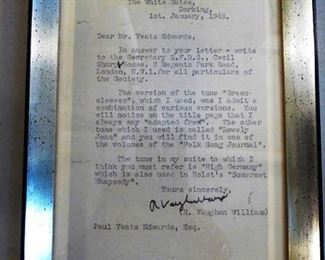 The White Gates,
Dorking.
1st. January, 1948.
Dear Mr. Yeats Edwards,
In answer to your letter - write
to the Secretary E.F.D.S., Cecil
Sharp House, 2 Regents Park Road,
London, N.W.1. for all particulars of
the Society.
The version of the tune "Green-
sleeves", which I used, was I admit a
combination of various versions. You
will notice on the title page that I
always say "Adapted from". The other
tune which I used is called "Lovely
Joan" and you will find it in one of
the volumes of the "Folk Song Journal".
The tune in my suite to which I
think you must refer is "High Germany"
which is also used in Holst's "Somerset
Rhapsody".
Yours sincerely,
R Vaughan Williams
(R. Vaughan Williams)
Paul Yeats Edwards, Esq.